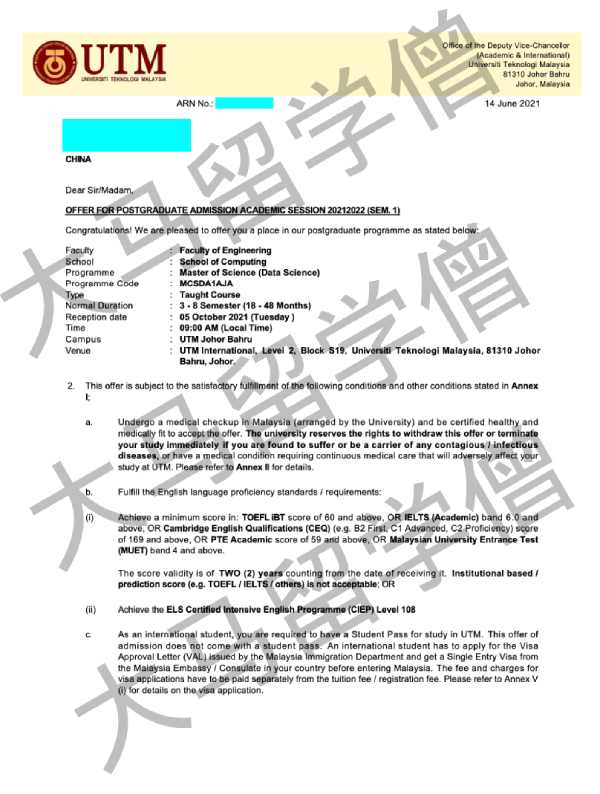 UTM
UNIVERSITI TEKNOLOGI MALAYSIA
Office of the Deputy Vice-Chancellor
(Academic & International)
Universiti Teknologi Malaysia
81310 Johor Bahru
Johor, Malaysia
ARN No.:
14 June 2021
CHINA
Dear Sir/Madam,
OFFER FOR POSTGRADUATE ADMISSION ACADEMIC SESSION 20212022 (SEM. 1)
Congratulations! We are pleased to offer you a place in our postgraduate programme as stated below:
Faculty : Faculty of Engineering
School : School of Computing
Programme : Master of Science (Data Science)
Programme Code : MCSDA1AJA
Type : Taught Course
Normal Duration : 3 - 8 Semester (18 - 48 Months)
Reception date : 05 October 2021 (Tuesday )
Time : 09:00 AM (Local Time)
Campus : UTM Johor Bahru
Venue : UTM International, Level 2, Block S19, Universiti Teknologi Malaysia, 81310 Johor
Bahru, Johor.
2. This offer is subject to the satisfactory fulfillment of the following conditions and other conditions stated in Annex
I;
a. Undergo a medical checkup in Malaysia (arranged by the University) and be certified healthy and
medically fit to accept the offer. The university reserves the rights to withdraw this offer or terminate
your study immediately if you are found to suffer or be a carrier of any contagious / infectious
diseases, or have a medical condition requiring continuous medical care that will adversely affect your
study at UTM. Please refer to Annex II for details.
b. Fulfill the English language proficiency standards / requirements:
(i) Achieve a minimum score in: TOEFL iBT score of 60 and above, OR IELTS (Academic) band 6.0 and
above, OR Cambridge English Qualifications (CEQ) (e.g. B2 First, C1 Advanced, C2 Proficiency) score
of 169 and above, OR PTE Academic score of 59 and above, OR Malaysian University Entrance Test
(MUET) band 4 and above.
The score validity is of TWO (2) years counting from the date of receiving it. Institutional based /
prediction score (e.g. TOEFL / IELTS / others) is not acceptable; OR
(ii) Achieve the ELS Certified Intensive English Programme (CIEP) Level 108
c. As an international student, you are required to have a Student Pass for study in UTM. This offer of
admission does not come with a student pass. An international student has to apply for the Visa
Approval Letter (VAL) issued by the Malaysia Immigration Department and get a Single Entry Visa from
the Malaysia Embassy / Consulate in your country before entering Malaysia. The fee and charges for
visa applications have to be paid separately from the tuition fee / registration fee. Please refer to Annex V
(i) for details on the visa application.
大马留学僧
大马留学僧
大马留学僧